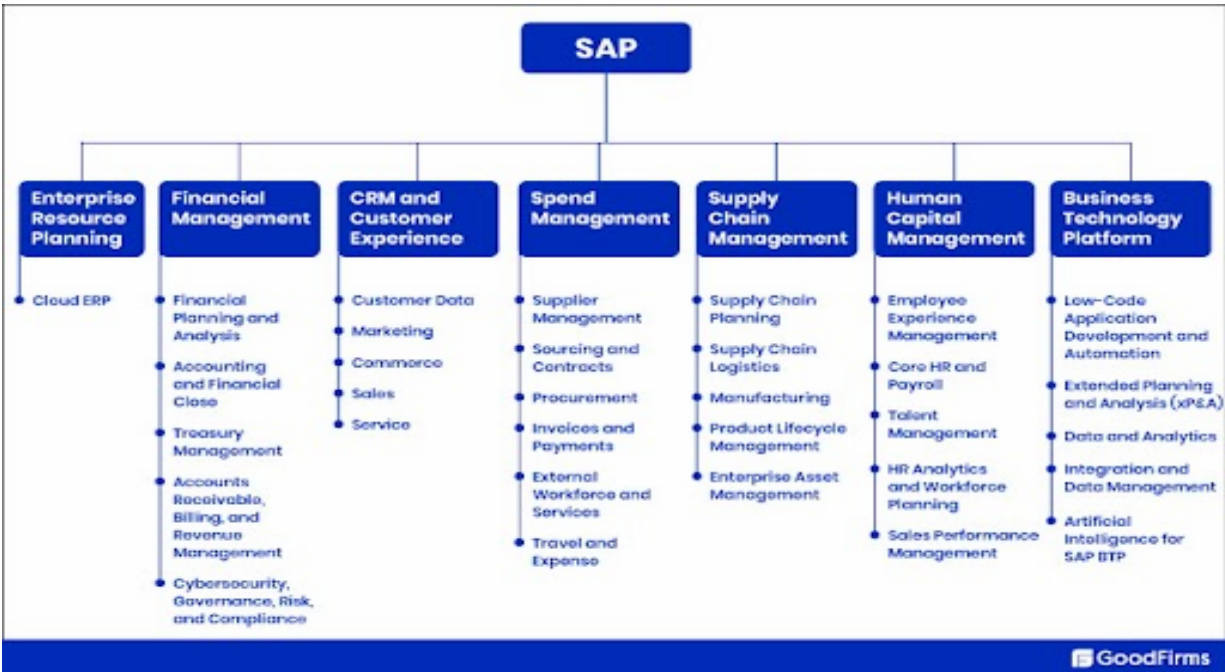 SAP
Enterprise
Resource
Planning
Cloud ERP
Financial
Management
Financial
Planning and
Analysis
Accounting
and Financial
Close
Treasury
Management
Accounts
Receivable,
Billing, and
Revenue
Management
Cybersecurity,
Governance, Risk,
and Compliance
CRM and
Customer
Experience
Customer Data
Marketing
Commerce
Sales
Service
Spend
Management
Supplier
Management
Sourcing and
Contracts
Procurement
Invoices and
Payments
External
Workforce and
Services
Travel and
Expense
Supply
Chain
Management
Supply Chain
Planning
Supply Chain
Logistics
Manufacturing
Product Lifecycle
Management
Enterprise Asset
Management
Human
Capital
Management
Employee
Experience
Management
Core HR and
Payroll
Talent
Management
HR Analytics
and Workforce
Planning
Sales Performance
Management
Business
Technology
Platform
Low-Code
Application
Development and
Automation
Extended Planning
and Analysis (xP&A)
Data and Analytics
Integration and
Data Management
Artificial
Intelligence for
SAP BTP
GoodFirms